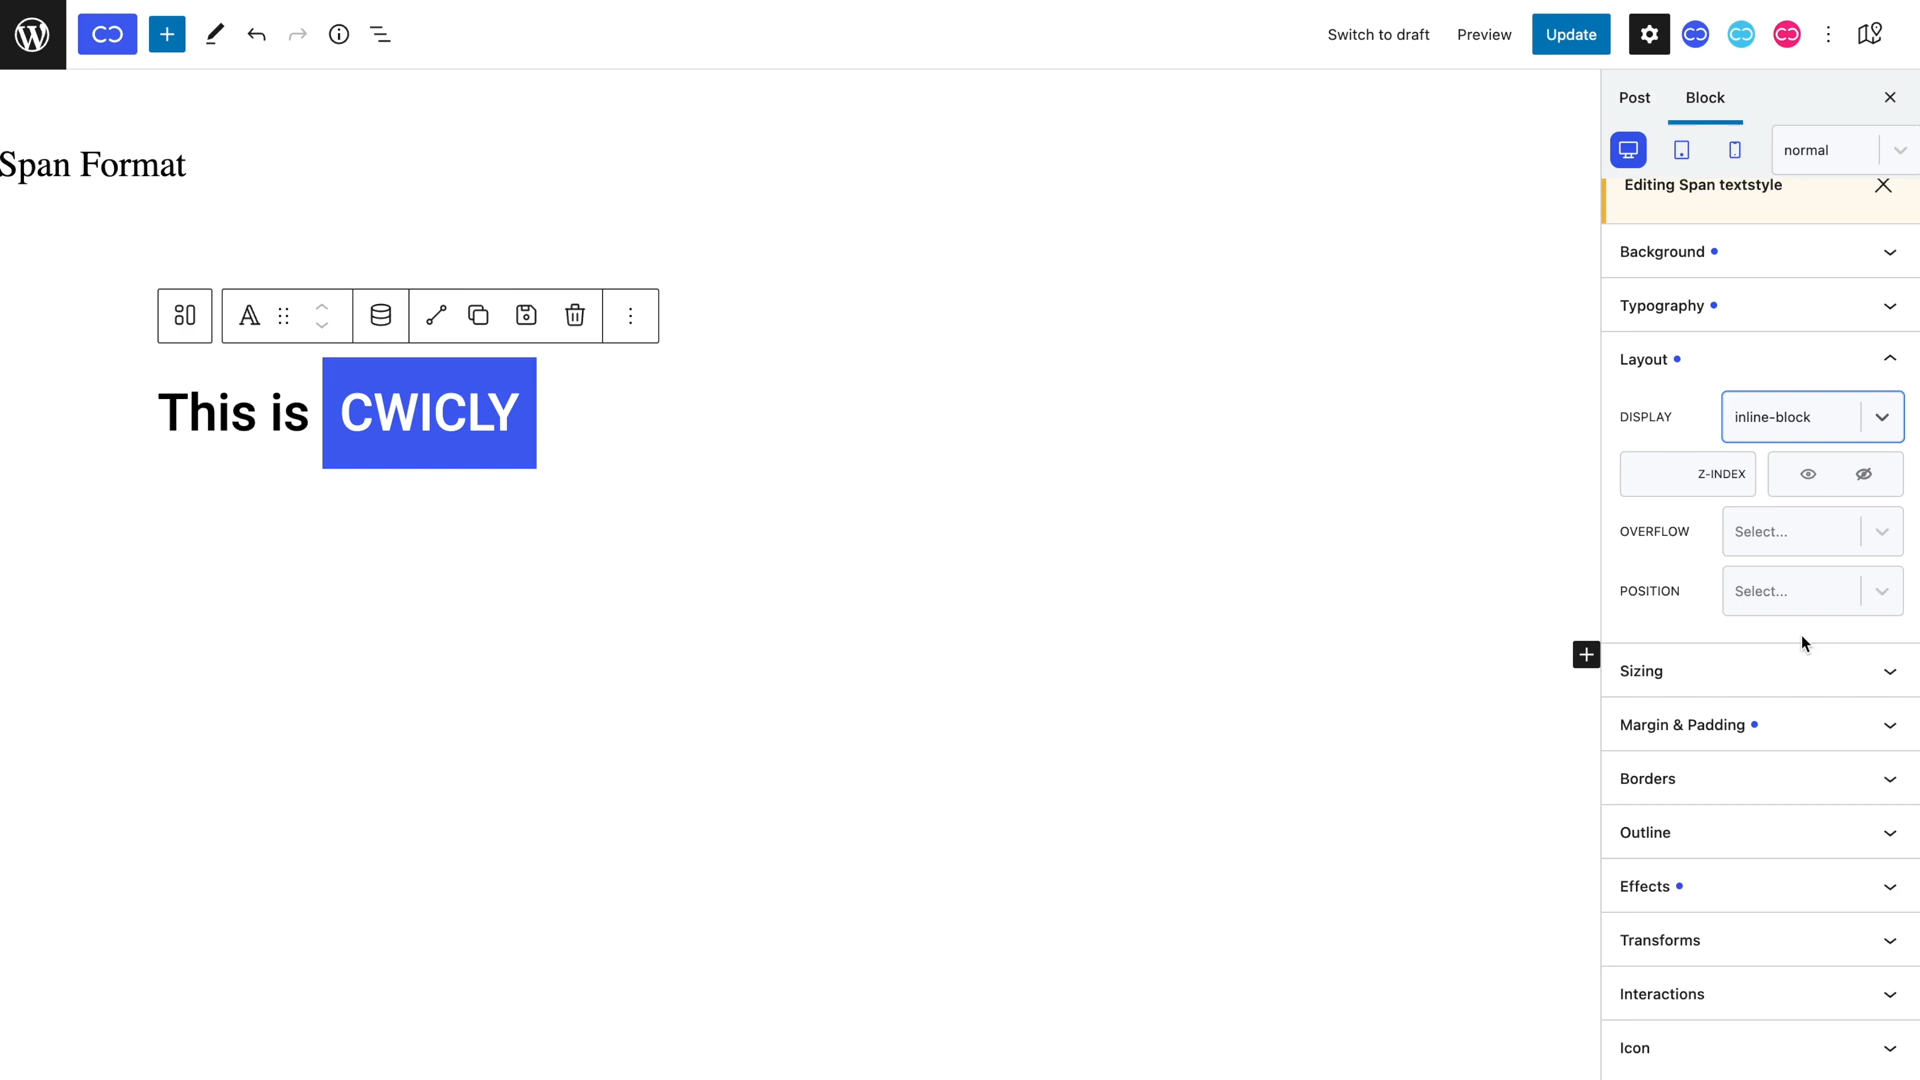 Switch to draft Preview Update
Post Block
normal
Editing Span textstyle
Span Format
Background
Typography
Layout
This is CWICLY
DISPLAY inline-block
Z-INDEX
OVERFLOW Select...
POSITION Select...
Sizing
Margin & Padding
Borders
Outline
Effects
Transforms
Interactions
Icon